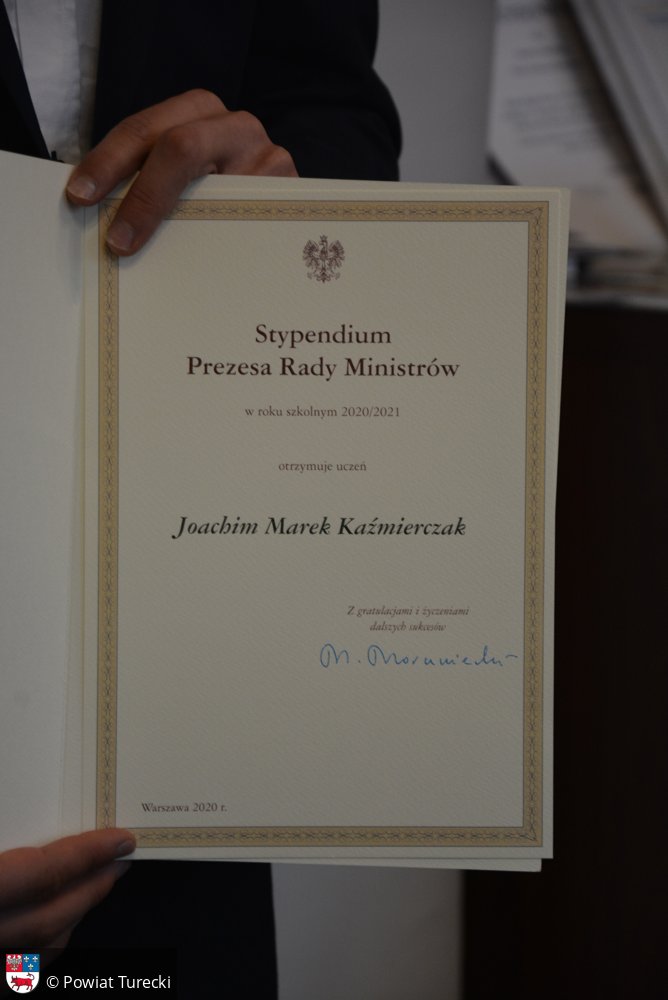 Stypendium
Prezesa Rady Ministrów
w roku szkolnym 2020/2021
otrzymuje uczeń
Joachim Marek Kaźmierczak
Z gratulacjami i życzeniami
dalszych sukcesów
M. Morawiecki
Warszawa 2020 r.
© Powiat Turecki